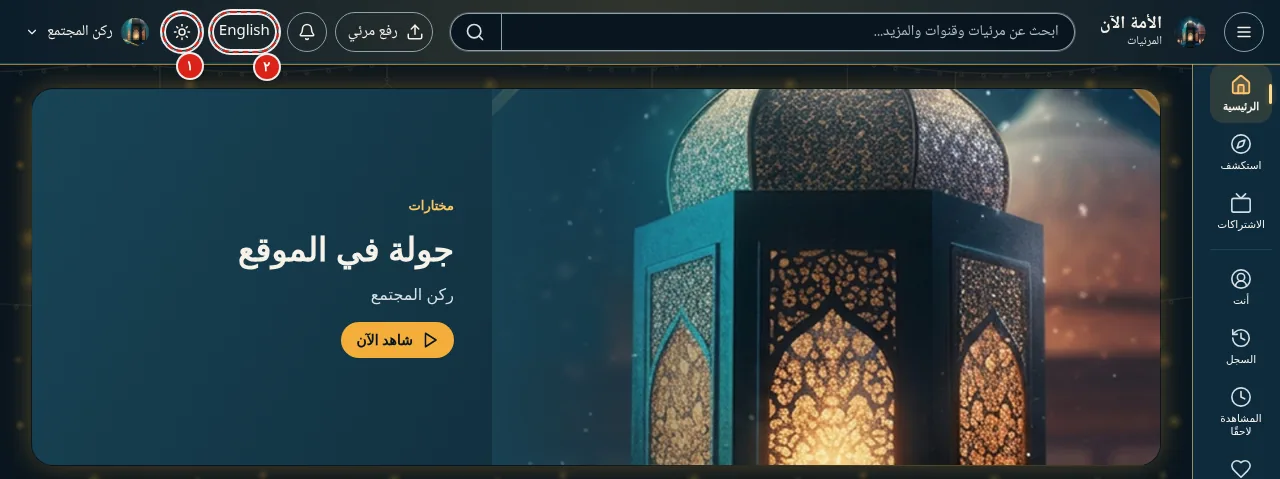 الأمة الآن
المرئيات
ابحث عن مرئيات وقنوات والمزيد...
رفع مرئي
English
ركن المجتمع
٢
١
الرئيسية
استكشف
الاشتراكات
أنت
السجل
المشاهدة
لاحقًا
مختارات
جولة في الموقع
ركن المجتمع
شاهد الآن